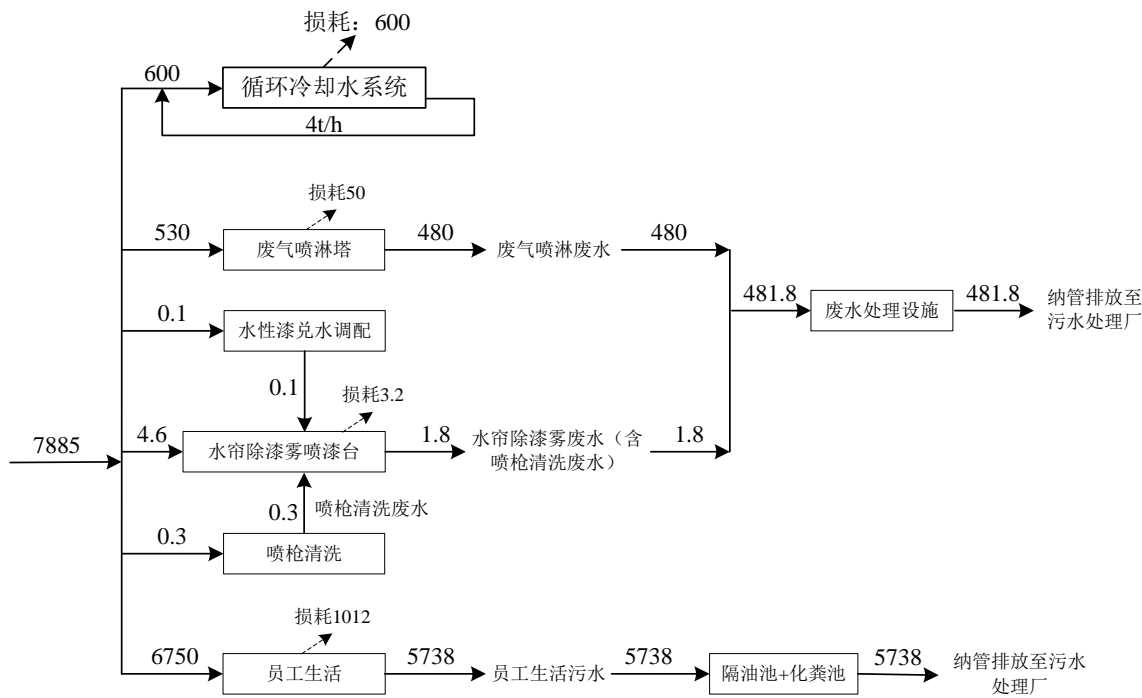 损耗：600
600
循环冷却水系统
4t/h
损耗50
530
废气喷淋塔
480
废气喷淋废水
480
0.1
水性漆兑水调配
481.8
废水处理设施
481.8
纳管排放至
污水处理厂
0.1
损耗3.2
7885
4.6
水帘除漆雾喷漆台
1.8
水帘除漆雾废水（含
喷枪清洗废水）
1.8
0.3
喷枪清洗废水
0.3
喷枪清洗
损耗1012
6750
员工生活
5738
员工生活污水
5738
隔油池+化粪池
5738
纳管排放至污水
处理厂